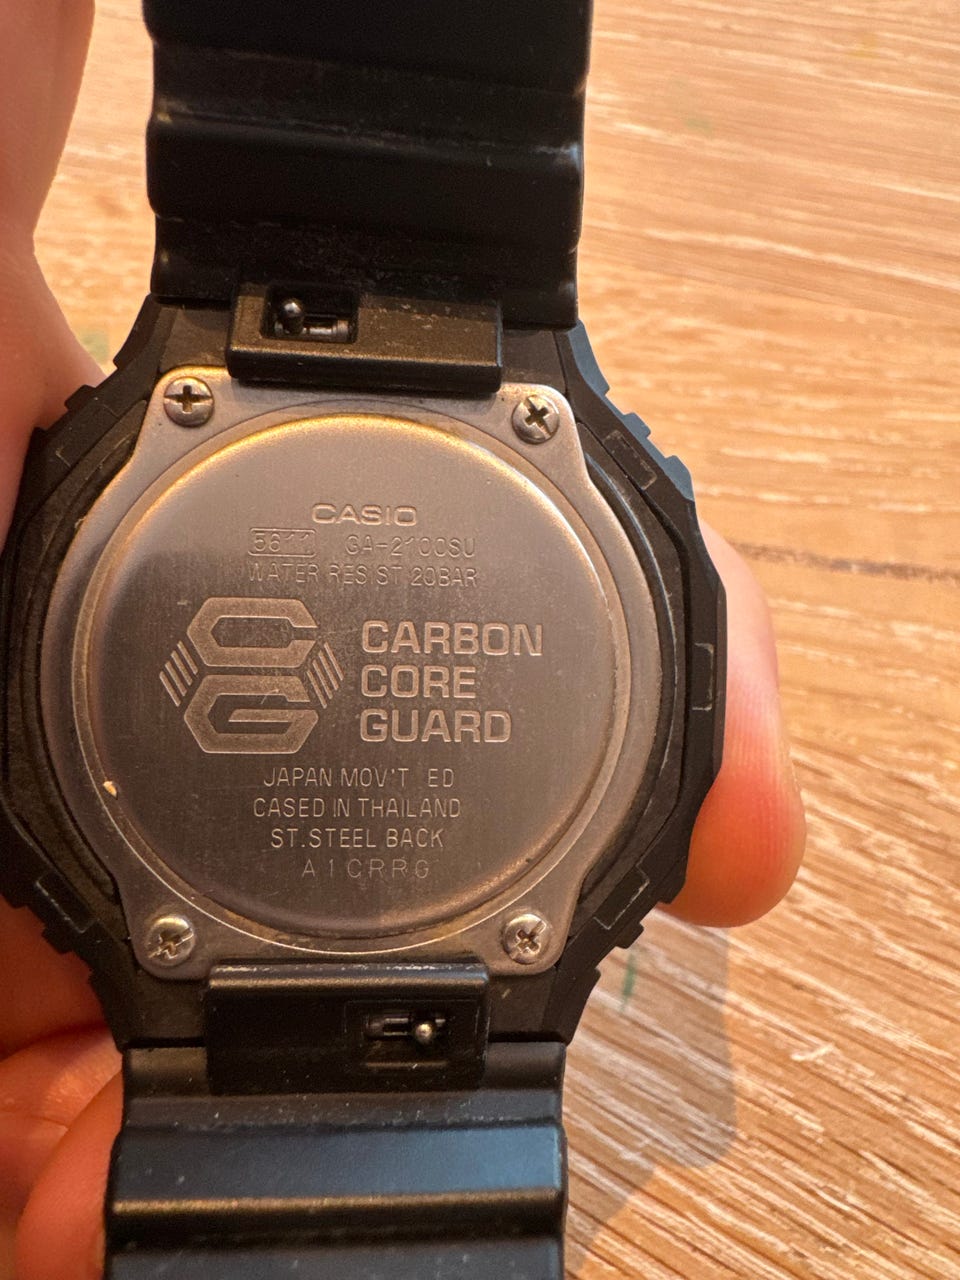 CASIO
5611 GA-2100SU
WATER RESIST 20BAR
CARBON
CORE
GUARD
JAPAN MOV'T ED
CASED IN THAILAND
ST.STEEL BACK
A1CRRG